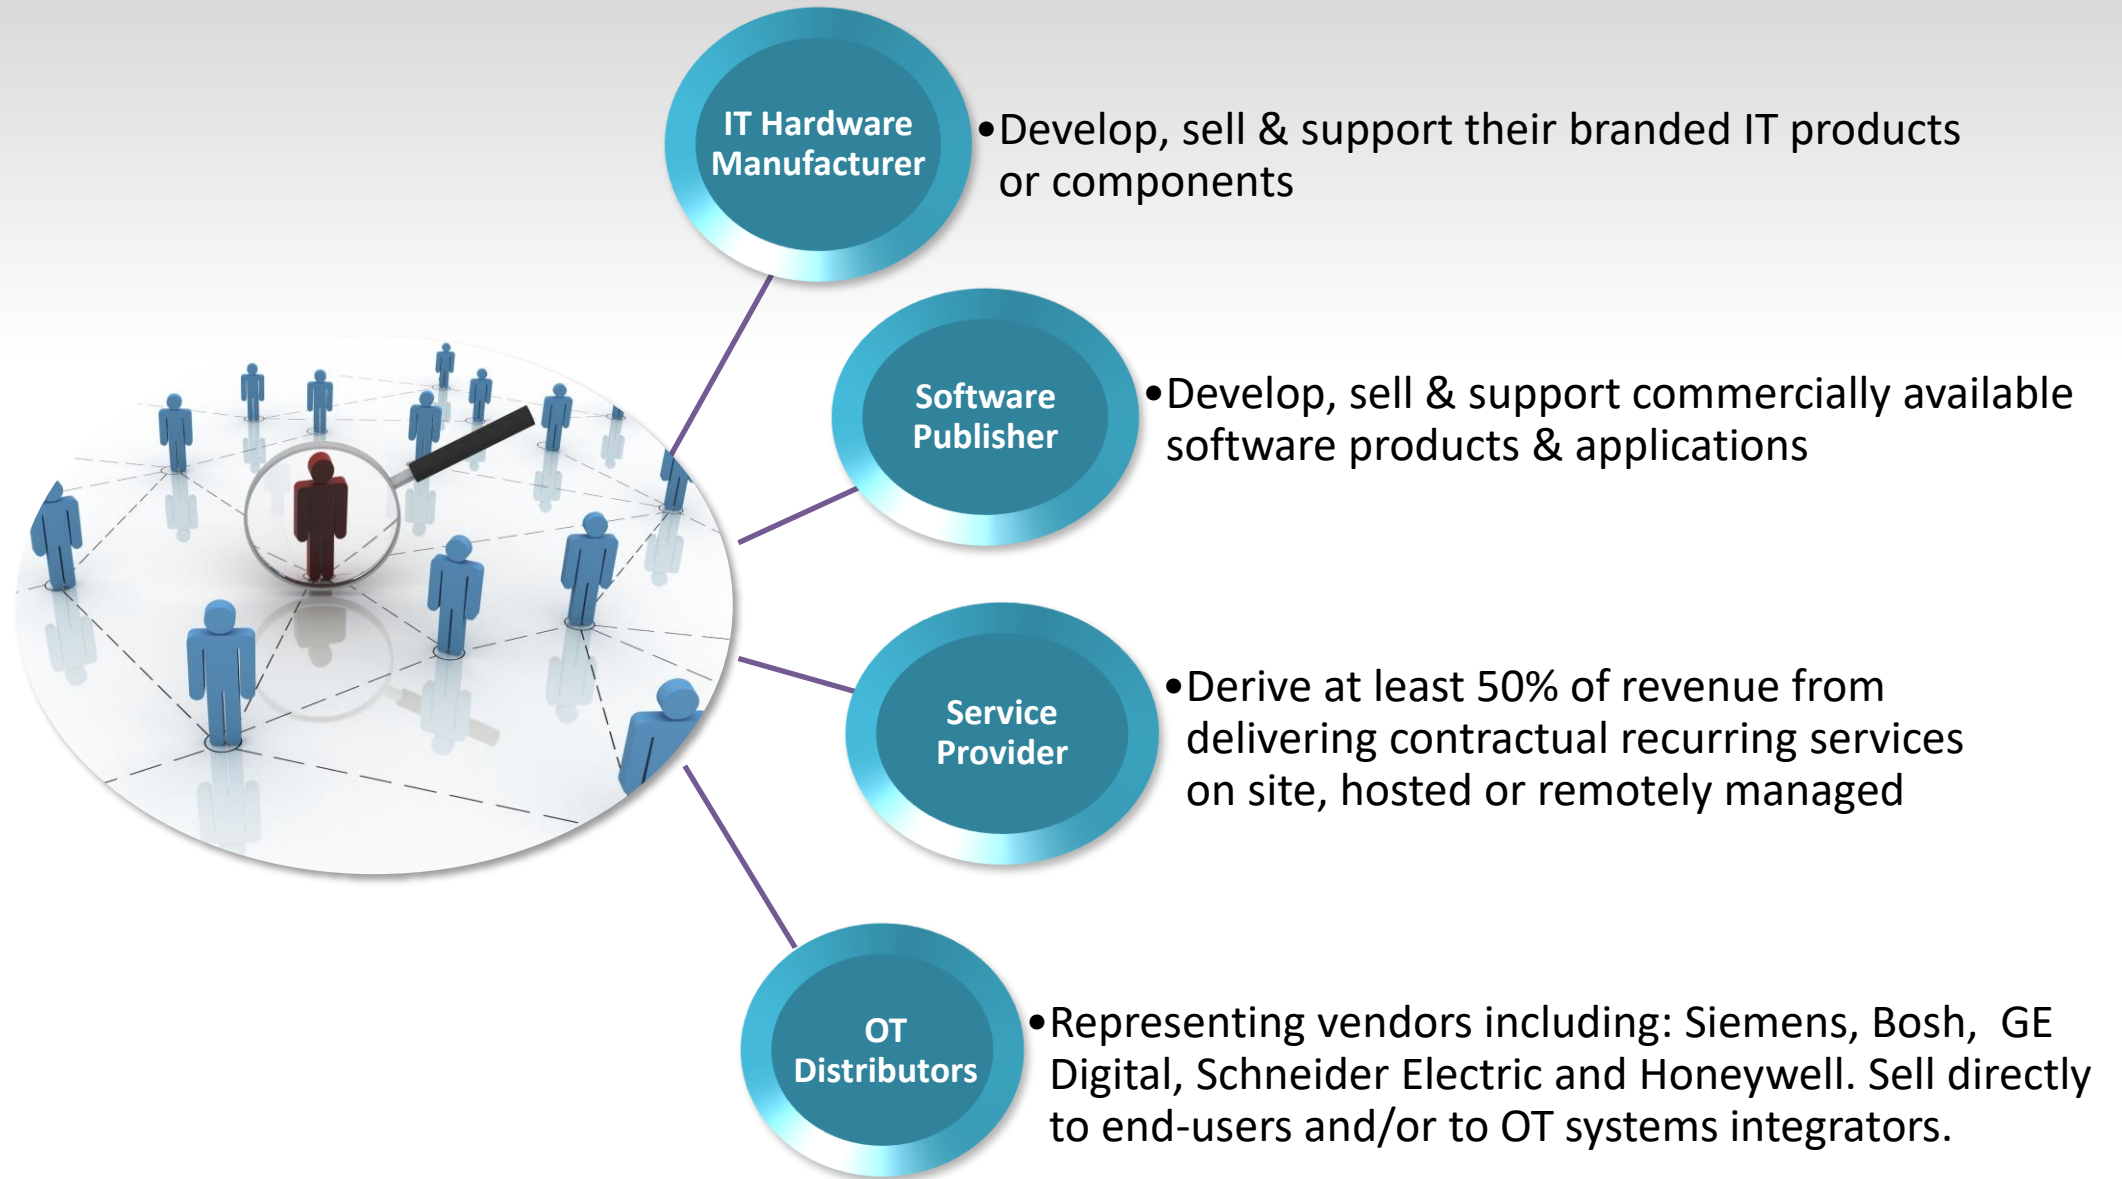 IT Hardware
Manufacturer
•Develop, sell & support their branded IT products
or components
Software
Publisher
•Develop, sell & support commercially available
software products & applications
Service
Provider
•Derive at least 50% of revenue from
delivering contractual recurring services
on site, hosted or remotely managed
OT
Distributors
•Representing vendors including: Siemens, Bosh,  GE
Digital, Schneider Electric and Honeywell. Sell directly
to end-users and/or to OT systems integrators.